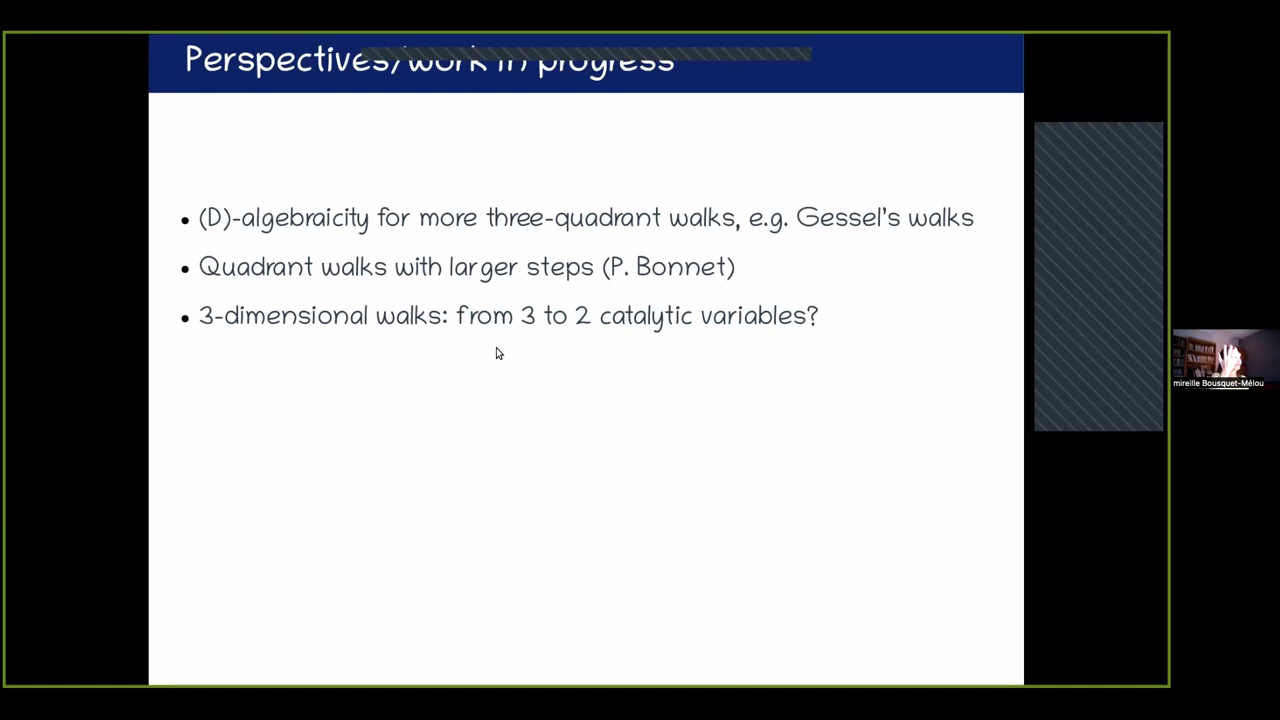 Perspectives/work in progress
• (D)-algebraicity for more three-quadrant walks, e.g. Gessel's walks
• Quadrant walks with larger steps (P. Bonnet)
• 3-dimensional walks: from 3 to 2 catalytic variables?
mireille Bousquet-Mélou